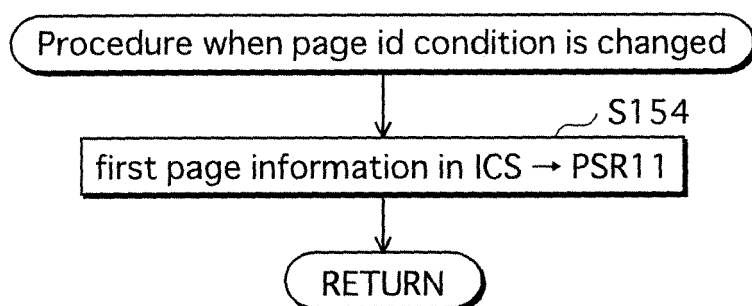 Procedure when page id condition is changed
S154
first page information in ICS → PSR11
RETURN